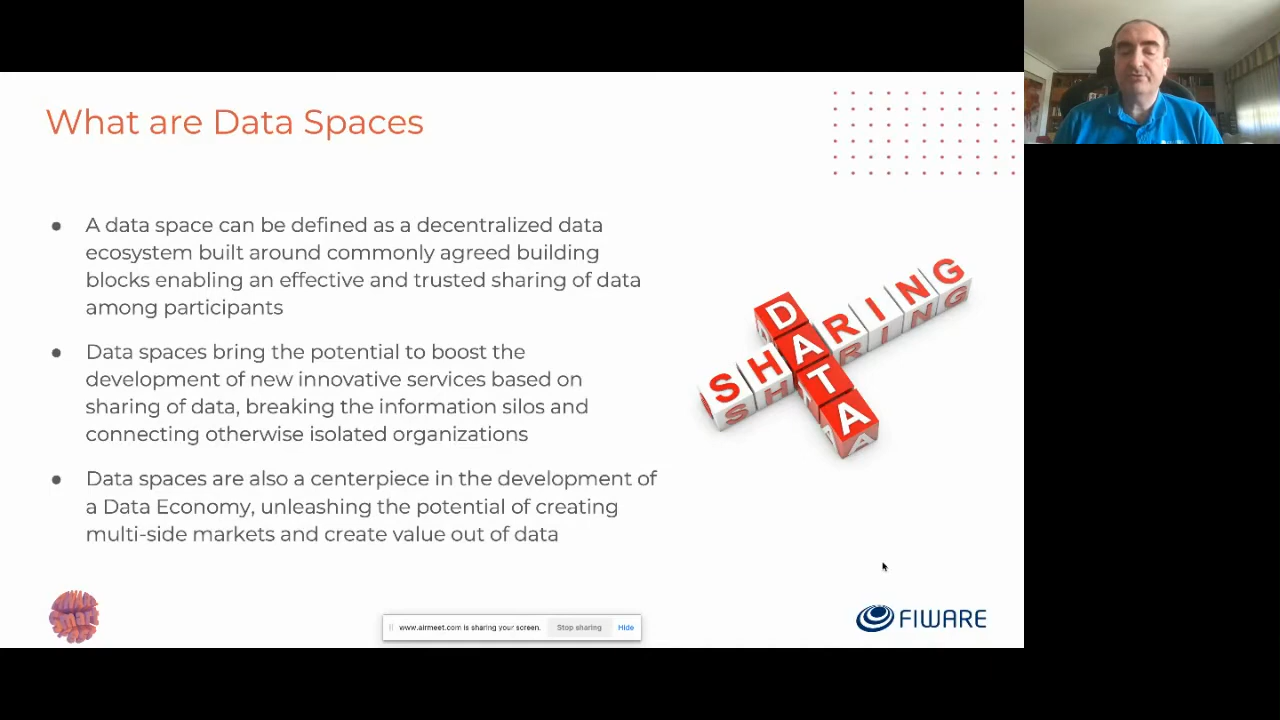 What are Data Spaces
● A data space can be defined as a decentralized data
ecosystem built around commonly agreed building
blocks enabling an effective and trusted sharing of data
among participants
● Data spaces bring the potential to boost the
development of new innovative services based on
sharing of data, breaking the information silos and
connecting otherwise isolated organizations
● Data spaces are also a centerpiece in the development of
a Data Economy, unleashing the potential of creating
multi-side markets and create value out of data
SHARING
DATA
www.airmeet.com is sharing your screen.
Stop sharing
Hide
FIWARE